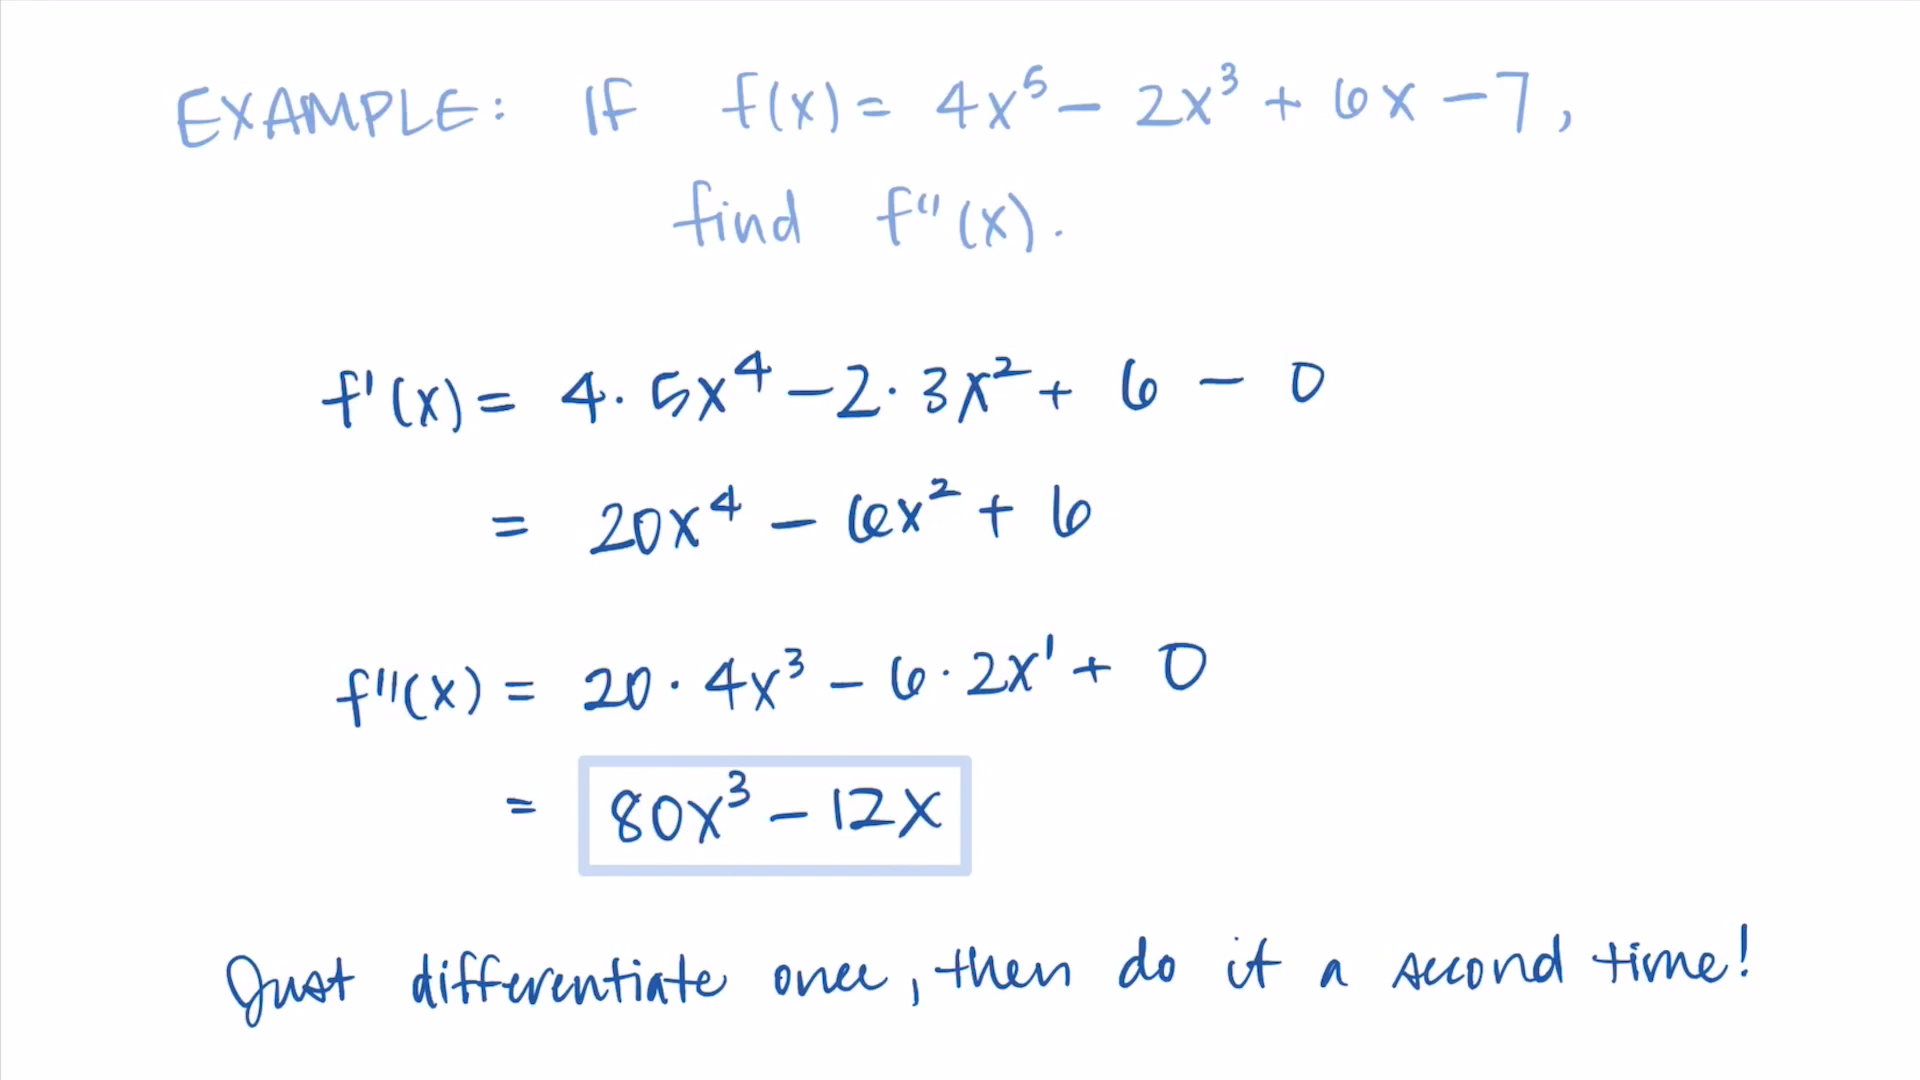 EXAMPLE: If f(x) = 4x⁵ − 2x³ + 6x − 7,
find f''(x).
f'(x) = 4 · 5x⁴ − 2 · 3x² + 6 − 0
= 20x⁴ − 6x² + 6
f''(x) = 20 · 4x³ − 6 · 2x¹ + 0
= 80x³ − 12x
Just differentiate once, then do it a second time!